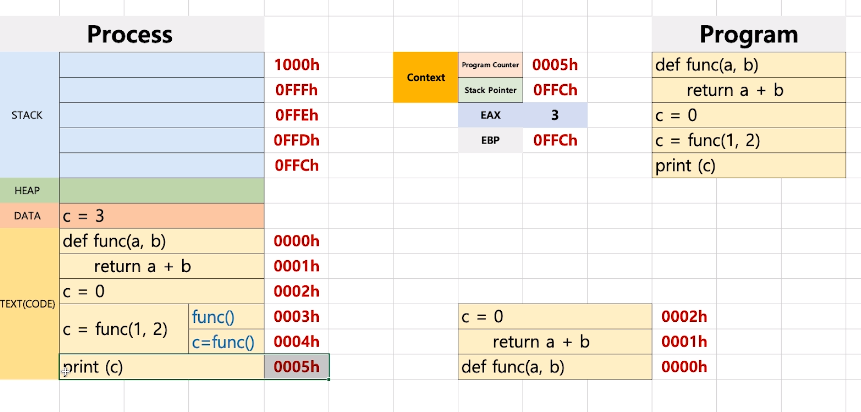 Process
Program
STACK
1000h
0FFFh
0FFEh
0FFDh
0FFCh
Context
Program Counter 0005h
Stack Pointer 0FFCh
EAX 3
EBP 0FFCh
def func(a, b)
return a + b
c = 0
c = func(1, 2)
print (c)
HEAP
DATA c = 3
TEXT(CODE)
def func(a, b) 0000h
return a + b 0001h
c = 0 0002h
c = func(1, 2)
func() 0003h
c=func() 0004h
print (c) 0005h
c = 0 0002h
return a + b 0001h
def func(a, b) 0000h